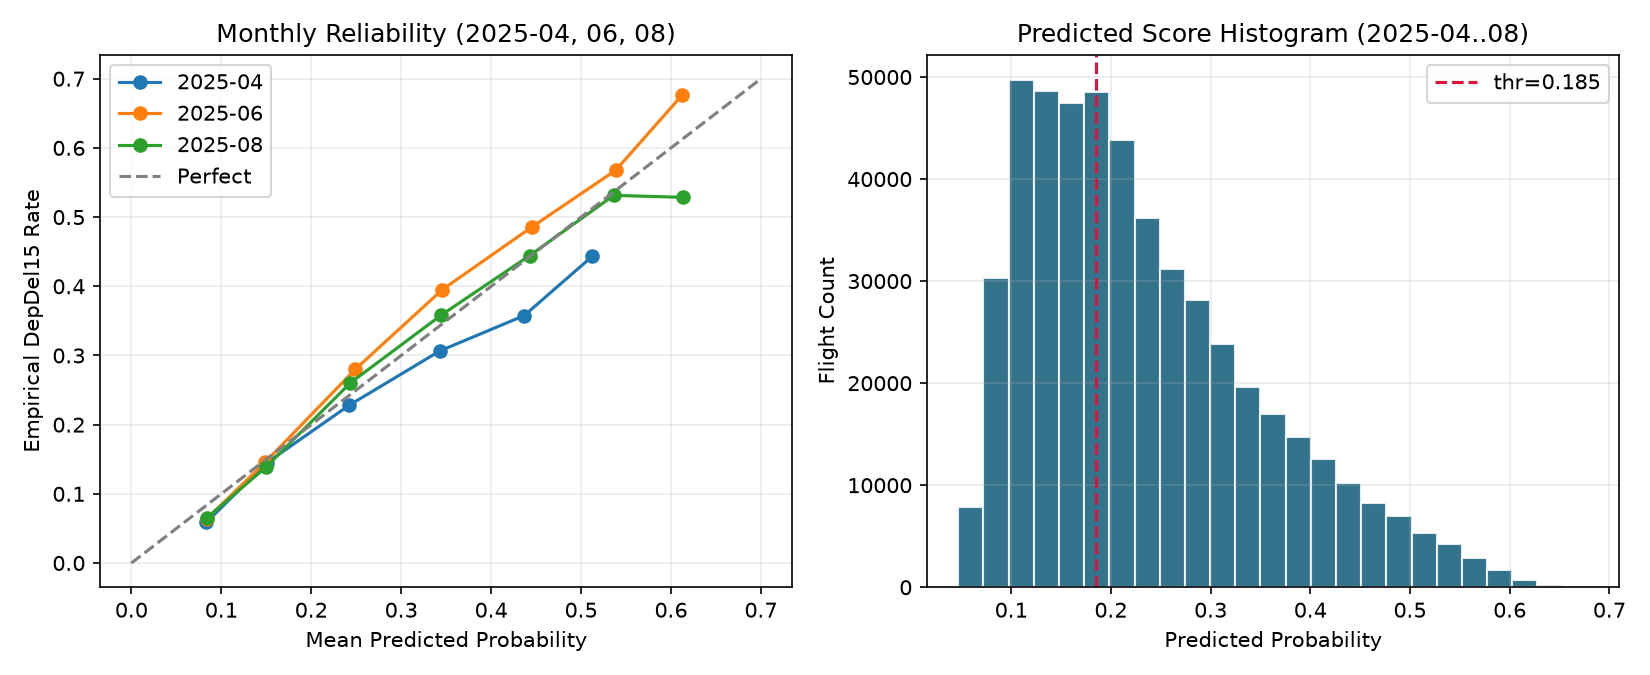 Monthly Reliability (2025-04, 06, 08)
2025-04
2025-06
2025-08
Perfect
0.7
0.6
0.5
0.4
0.3
0.2
0.1
0.0
Empirical DepDel15 Rate
0.0 0.1 0.2 0.3 0.4 0.5 0.6 0.7
Mean Predicted Probability
Predicted Score Histogram (2025-04..08)
thr=0.185
50000
40000
30000
20000
10000
0
Flight Count
0.1 0.2 0.3 0.4 0.5 0.6 0.7
Predicted Probability